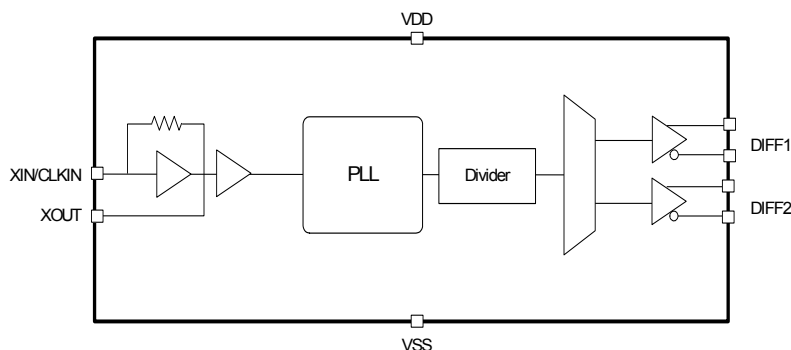 VDD
XIN/CLKIN
XOUT
PLL
Divider
DIFF1
DIFF2
VSS